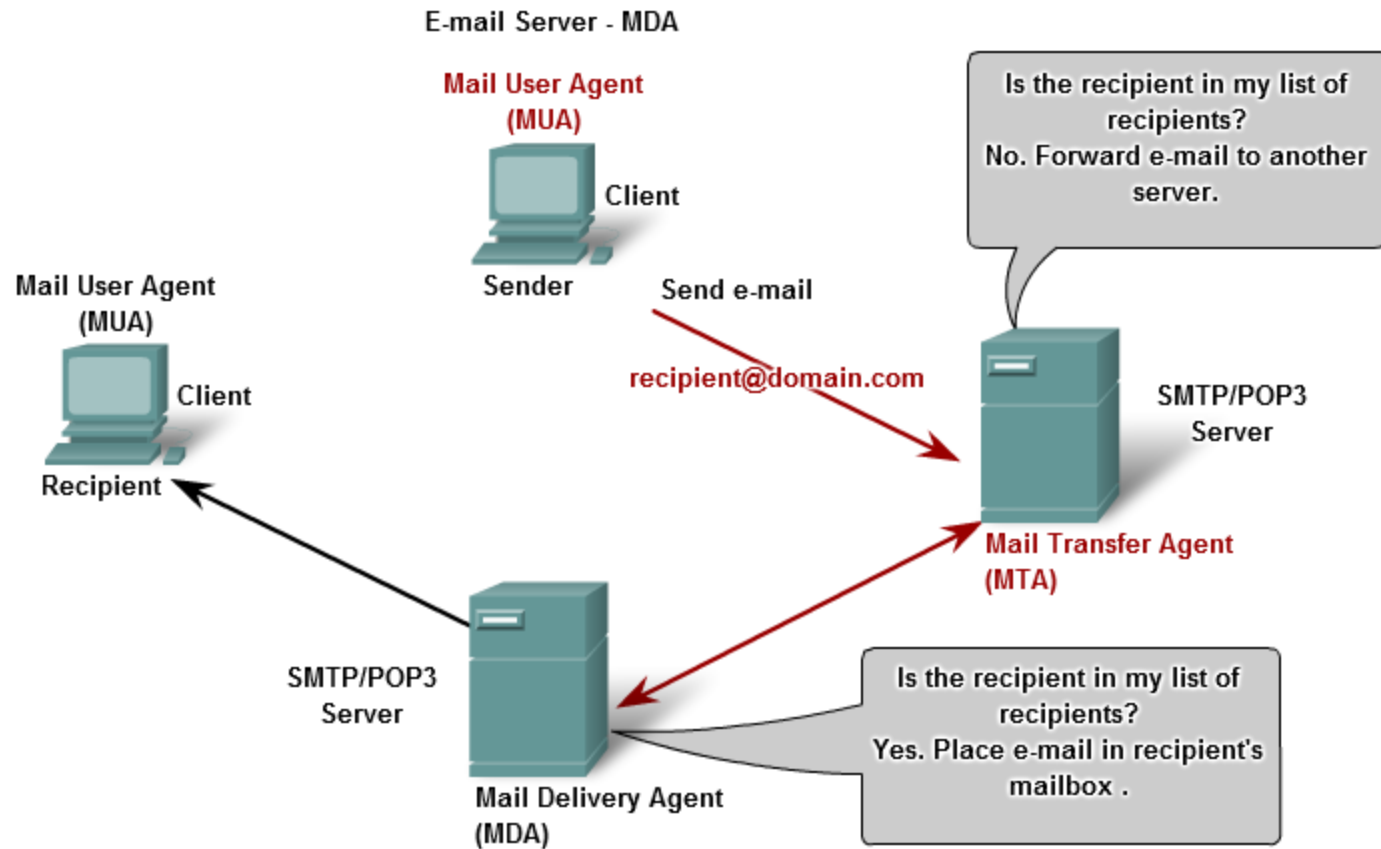 E-mail Server - MDA
Mail User Agent
(MUA)
Client
Sender
Is the recipient in my list of
recipients?
No. Forward e-mail to another
server.
Send e-mail
recipient@domain.com
Mail User Agent
(MUA)
Client
Recipient
SMTP/POP3
Server
Mail Transfer Agent
(MTA)
SMTP/POP3
Server
Mail Delivery Agent
(MDA)
Is the recipient in my list of
recipients?
Yes. Place e-mail in recipient's
mailbox .